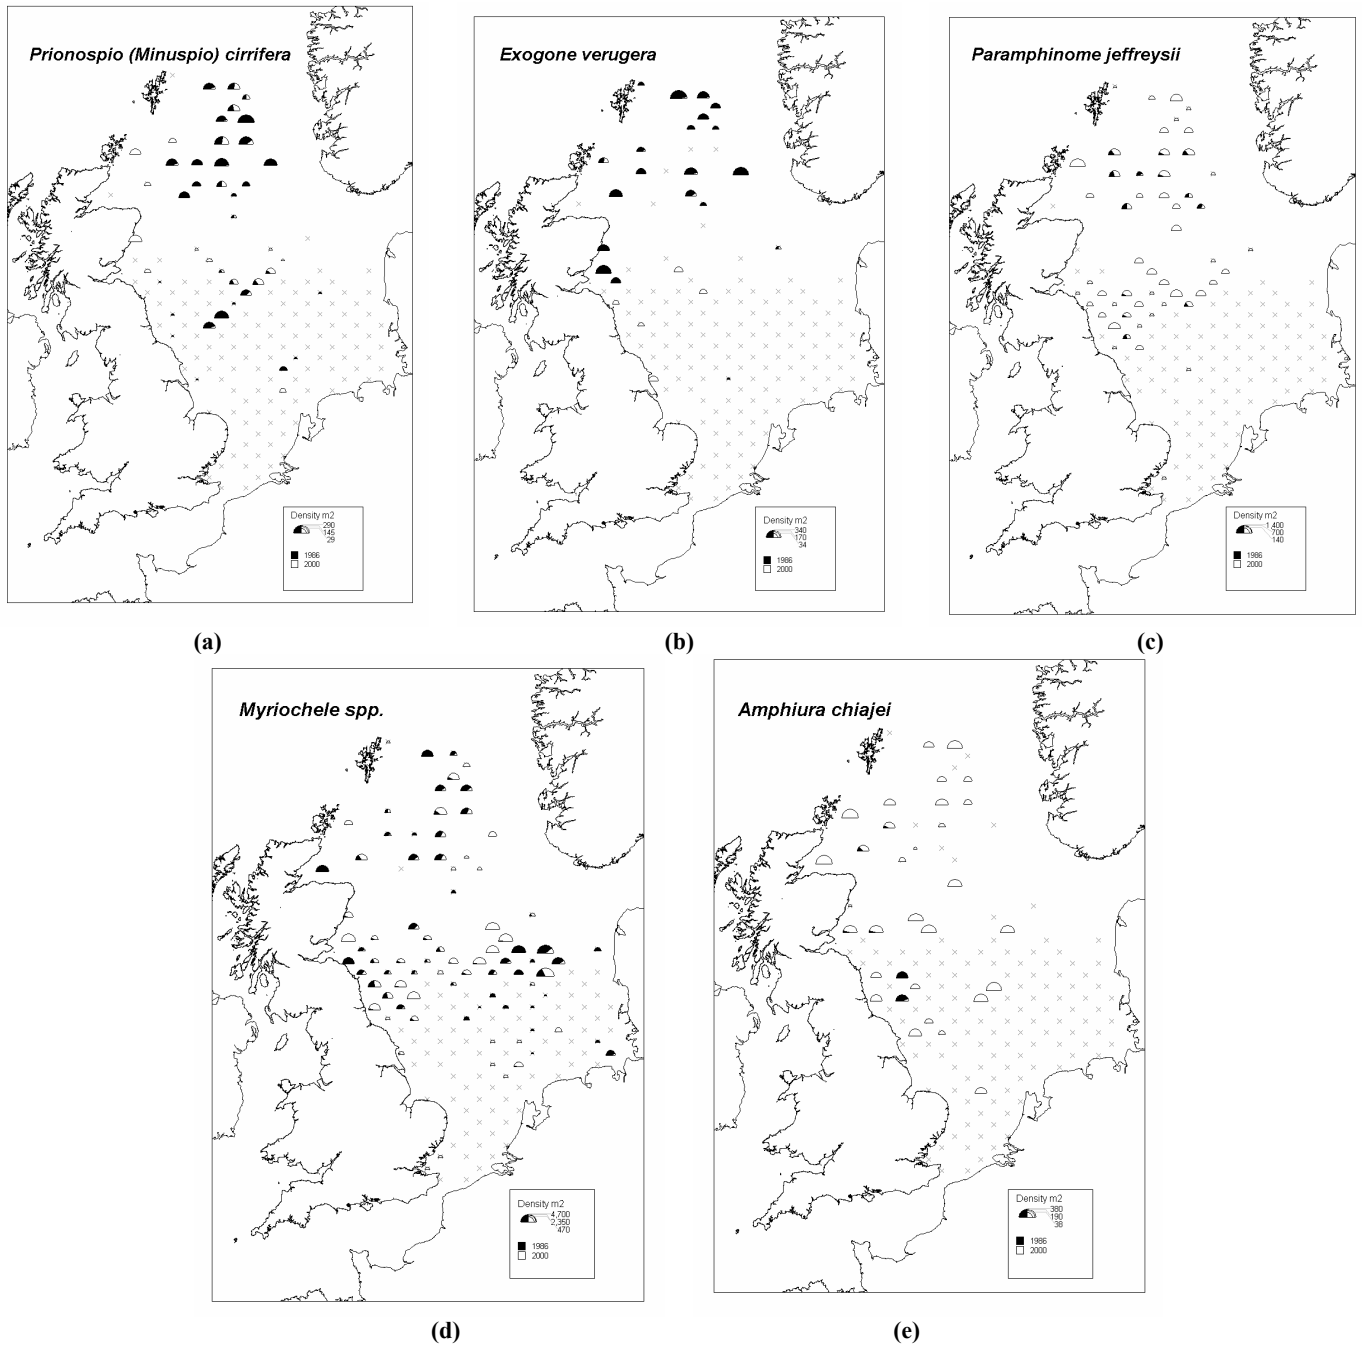 Prionospio (Minuspio) cirrifera
Density m2
290
145
29
1986
2000
(a)
Exogone verugera
Density m2
340
170
34
1986
2000
(b)
Paramphinome jeffreysii
Density m2
1,400
700
140
1986
2000
(c)
Myriochele spp.
Density m2
4,700
2,350
470
1986
2000
(d)
Amphiura chiajei
Density m2
380
190
38
1986
2000
(e)